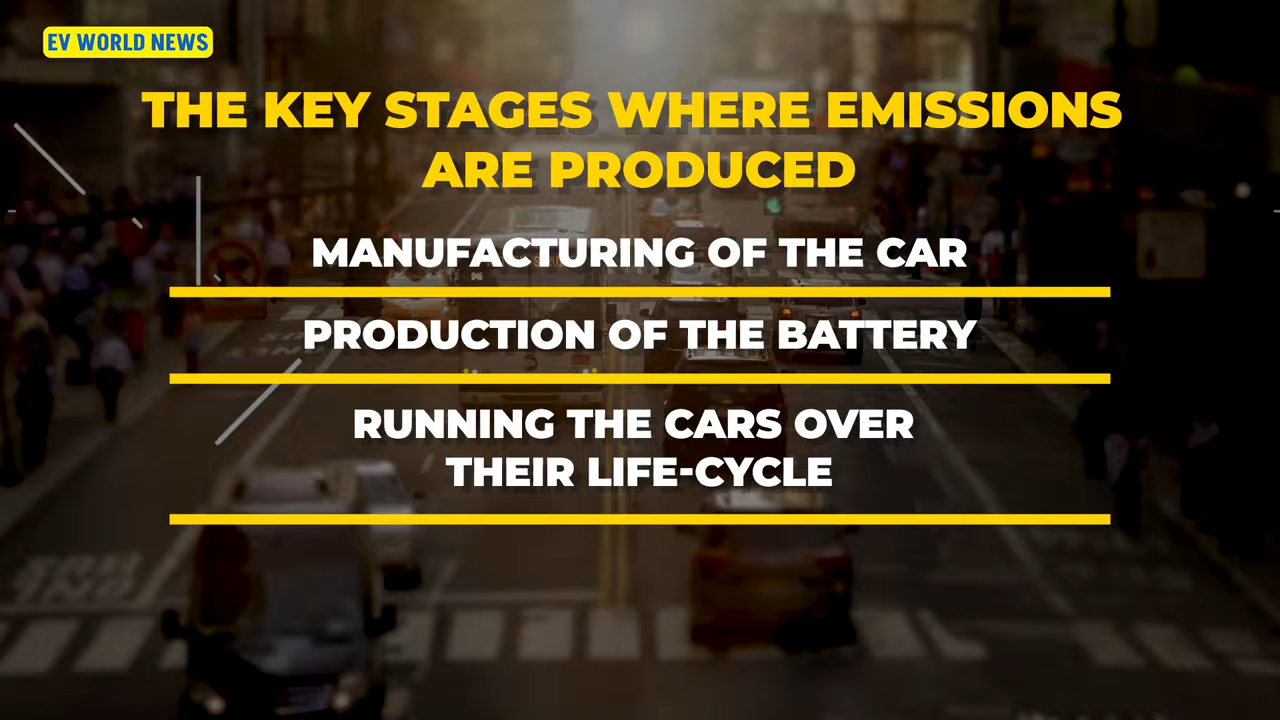 EV WORLD NEWS
THE KEY STAGES WHERE EMISSIONS
ARE PRODUCED
MANUFACTURING OF THE CAR
PRODUCTION OF THE BATTERY
RUNNING THE CARS OVER
THEIR LIFE-CYCLE